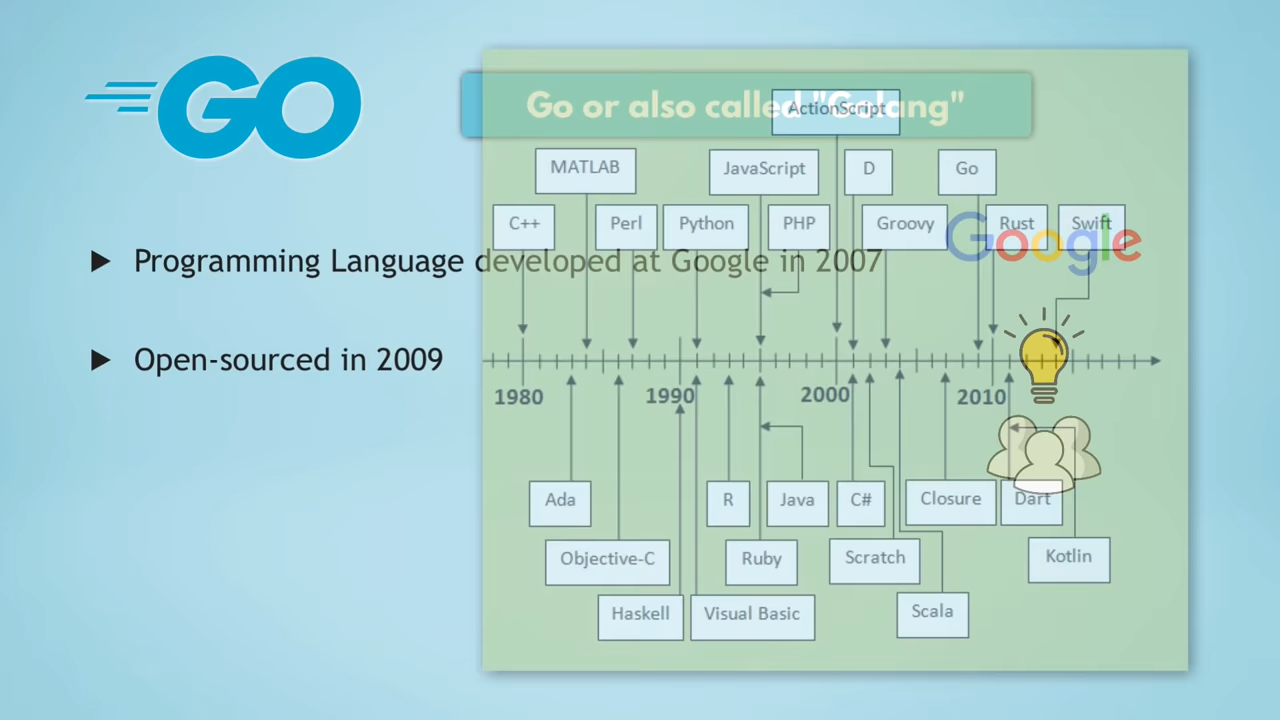 GO
Go or also called "Golang"
Programming Language developed at Google in 2007
Open-sourced in 2009
Google
ActionScript
MATLAB
JavaScript
D
Go
C++
Perl
Python
PHP
Groovy
Rust
Swift
1980
1990
2000
2010
Ada
R
Java
C#
Closure
Dart
Objective-C
Ruby
Scratch
Kotlin
Haskell
Visual Basic
Scala